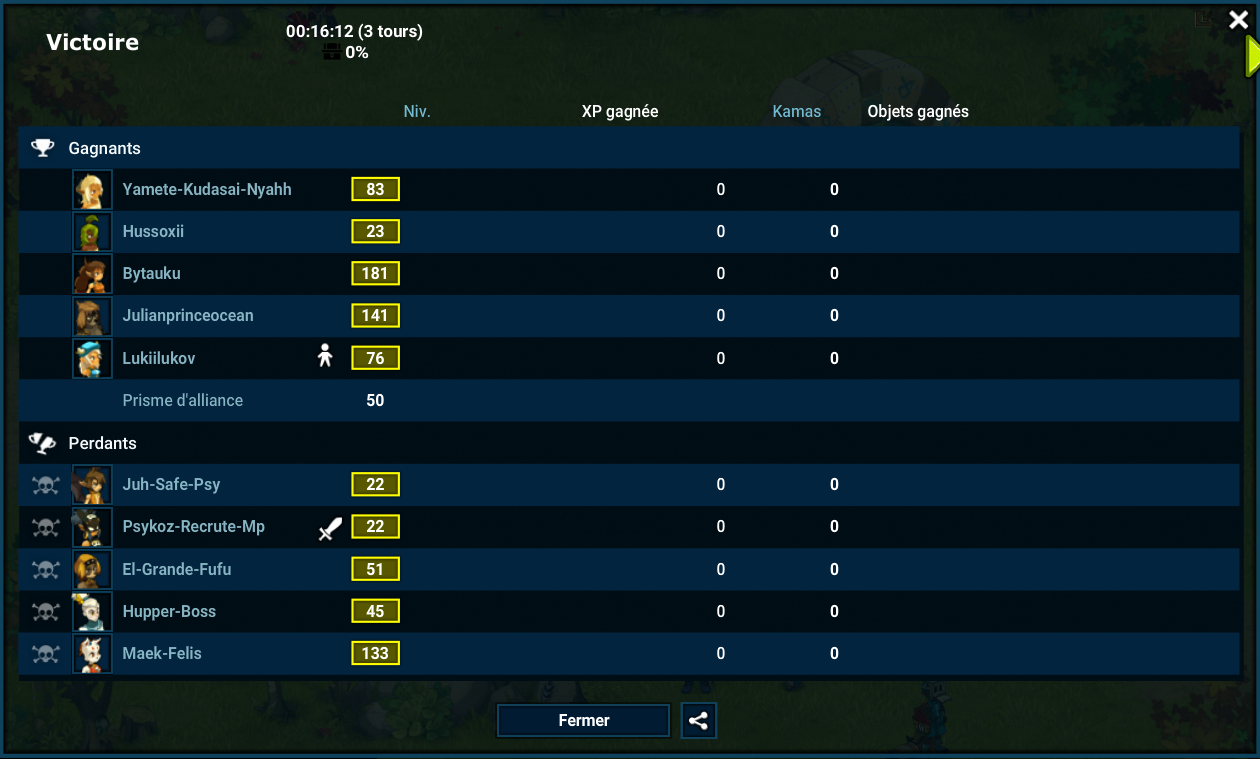 Victoire
00:16:12 (3 tours)
0%
Niv. XP gagnée Kamas Objets gagnés
Gagnants
Yamete-Kudasai-Nyahh 83 0 0
Hussoxii 23 0 0
Bytauku 181 0 0
Julianprinceocean 141 0 0
Lukiilukov 76 0 0
Prisme d'alliance 50
Perdants
Juh-Safe-Psy 22 0 0
Psykoz-Recrute-Mp 22 0 0
El-Grande-Fufu 51 0 0
Hupper-Boss 45 0 0
Maek-Felis 133 0 0
Fermer